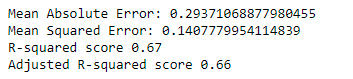 Mean Absolute Error: 0.29371068877980455
Mean Squared Error: 0.1407779954114839
R-squared score 0.67
Adjusted R-squared score 0.66